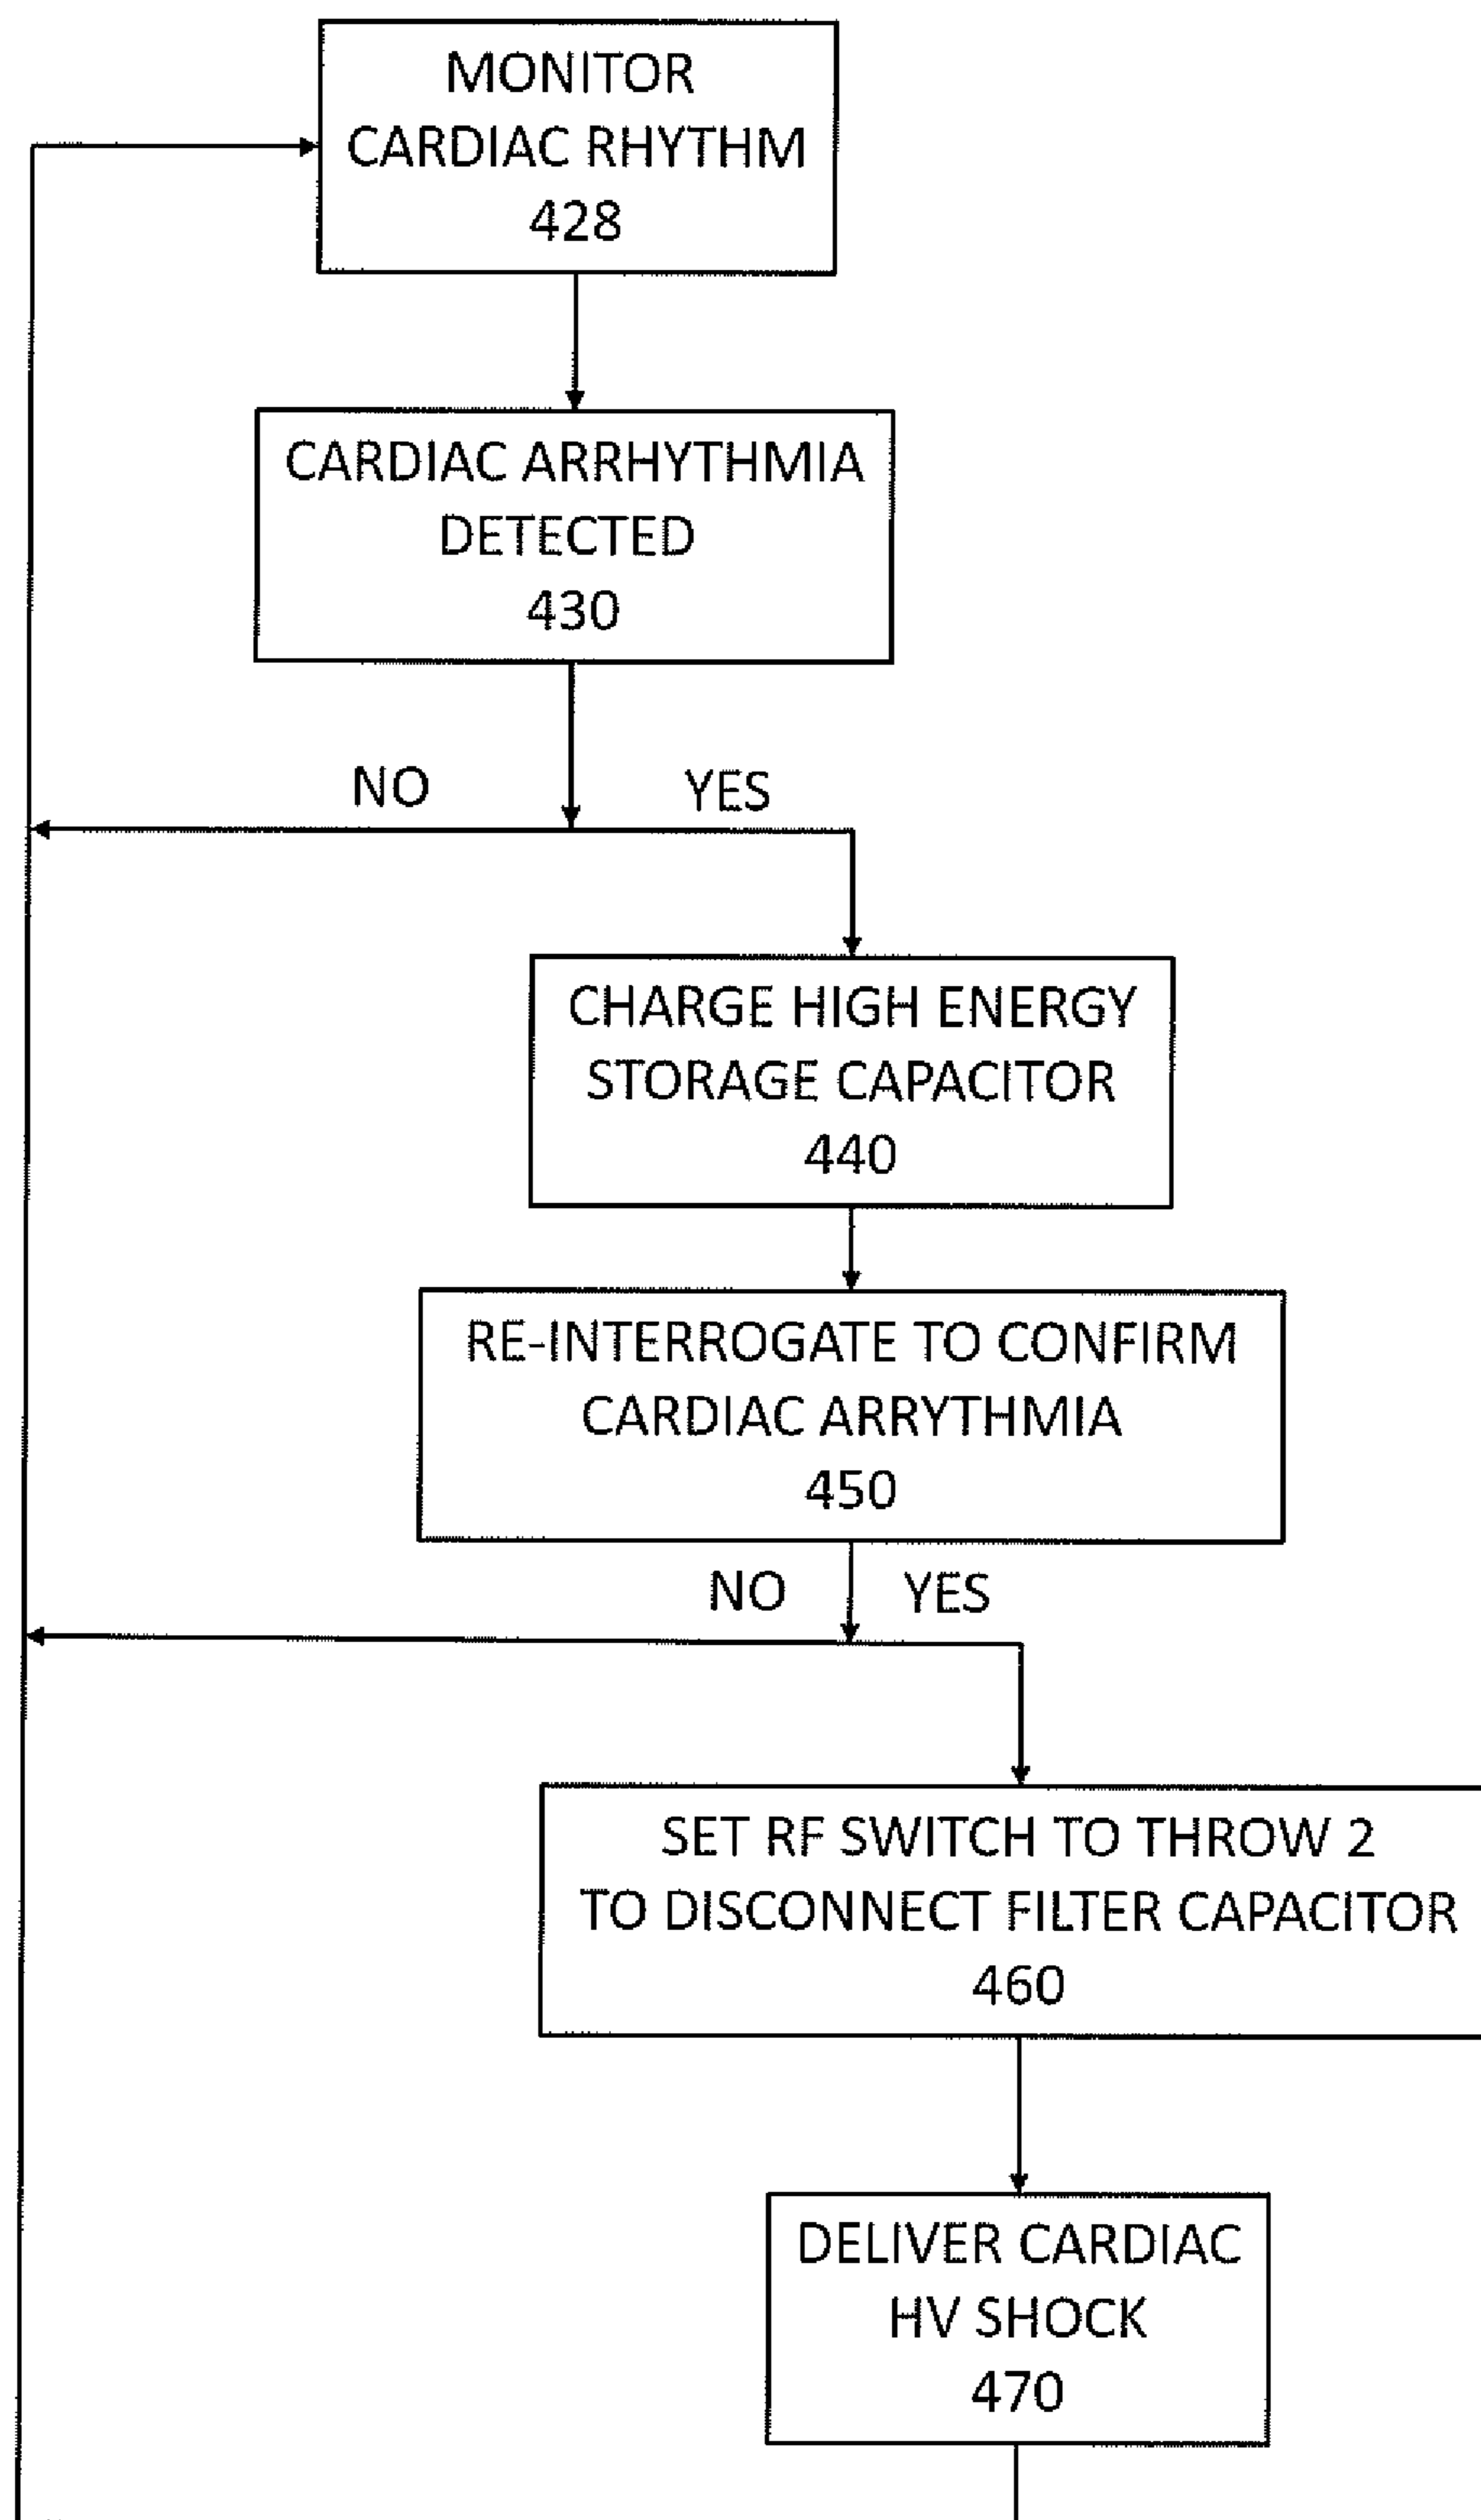 MONITOR
CARDIAC RHYTHM
428
CARDIAC ARRHYTHMIA
DETECTED
430
NO
YES
CHARGE HIGH ENERGY
STORAGE CAPACITOR
440
RE-INTERROGATE TO CONFIRM
CARDIAC ARRYTHMIA
450
NO
YES
SET RF SWITCH TO THROW 2
TO DISCONNECT FILTER CAPACITOR
460
DELIVER CARDIAC
HV SHOCK
470